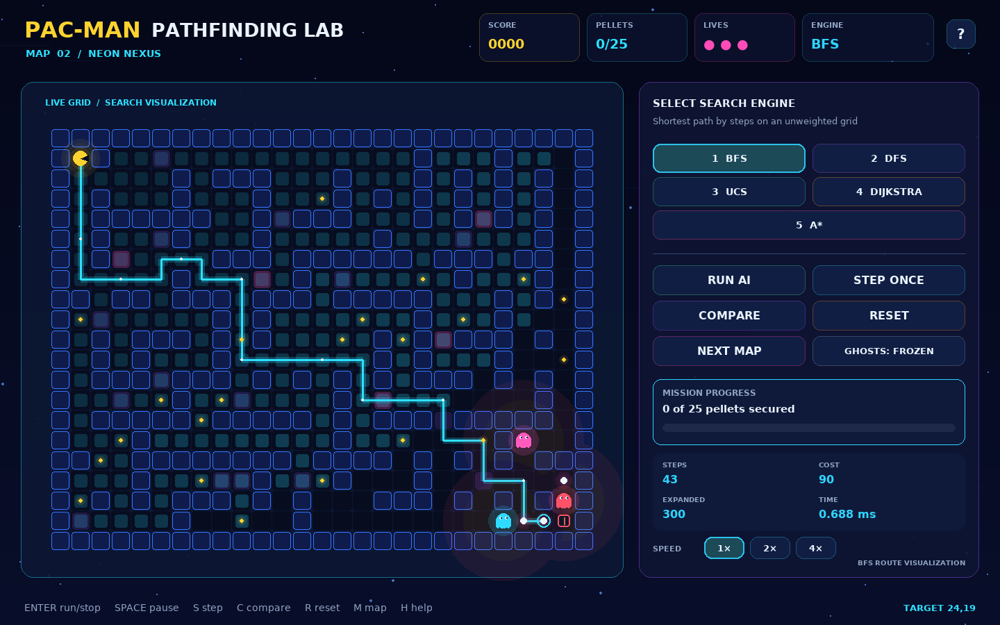 PAC-MAN PATHFINDING LAB
MAP 02 / NEON NEXUS
SCORE
0000
PELLETS
0/25
LIVES
ENGINE
BFS
?
LIVE GRID / SEARCH VISUALIZATION
SELECT SEARCH ENGINE
Shortest path by steps on an unweighted grid
1 BFS
2 DFS
3 UCS
4 DIJKSTRA
5 A*
RUN AI
STEP ONCE
COMPARE
RESET
NEXT MAP
GHOSTS: FROZEN
MISSION PROGRESS
0 of 25 pellets secured
STEPS
43
COST
90
EXPANDED
300
TIME
0.688 ms
SPEED
1×
2×
4×
BFS ROUTE VISUALIZATION
ENTER run/stop SPACE pause S step C compare R reset M map H help
TARGET 24,19